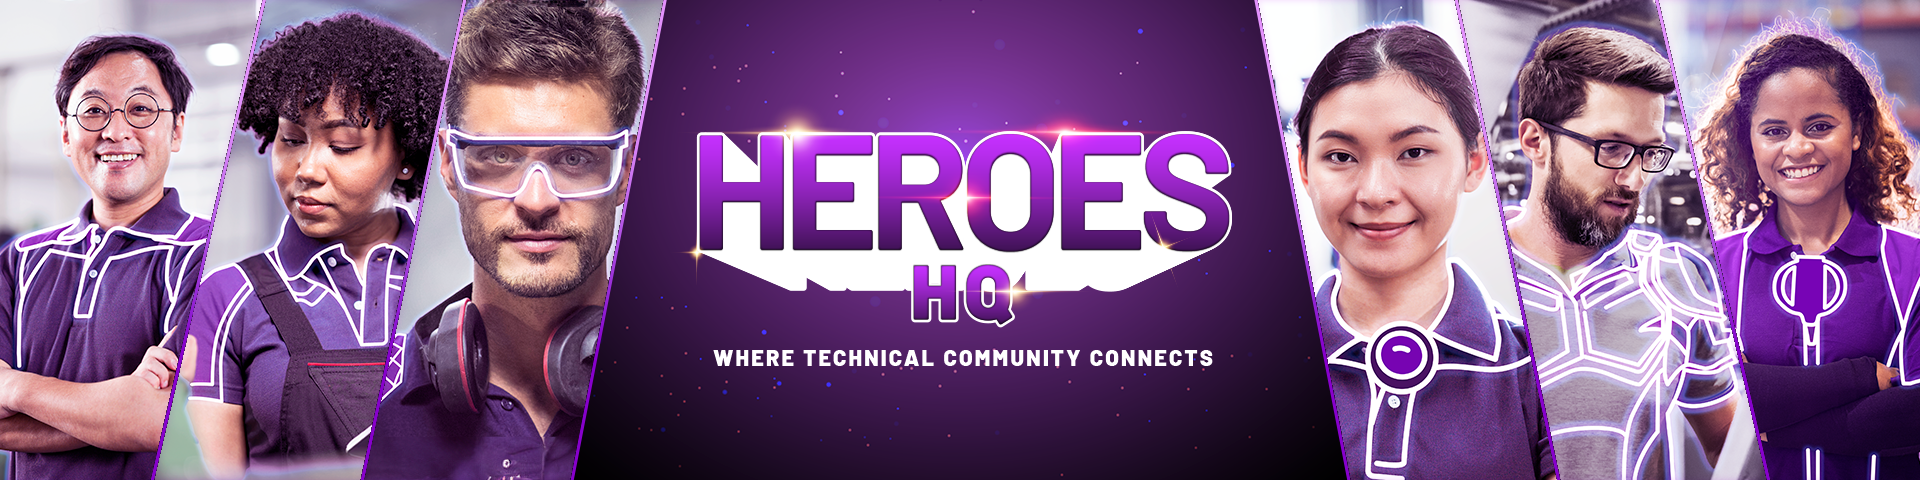 HEROES
HQ
WHERE TECHNICAL COMMUNITY CONNECTS